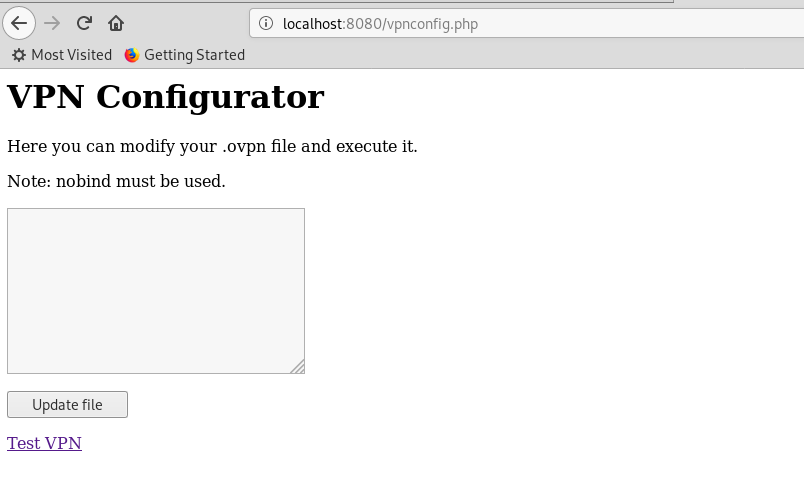 localhost:8080/vpnconfig.php
Most Visited Getting Started
VPN Configurator
Here you can modify your .ovpn file and execute it.
Note: nobind must be used.
Update file
Test VPN